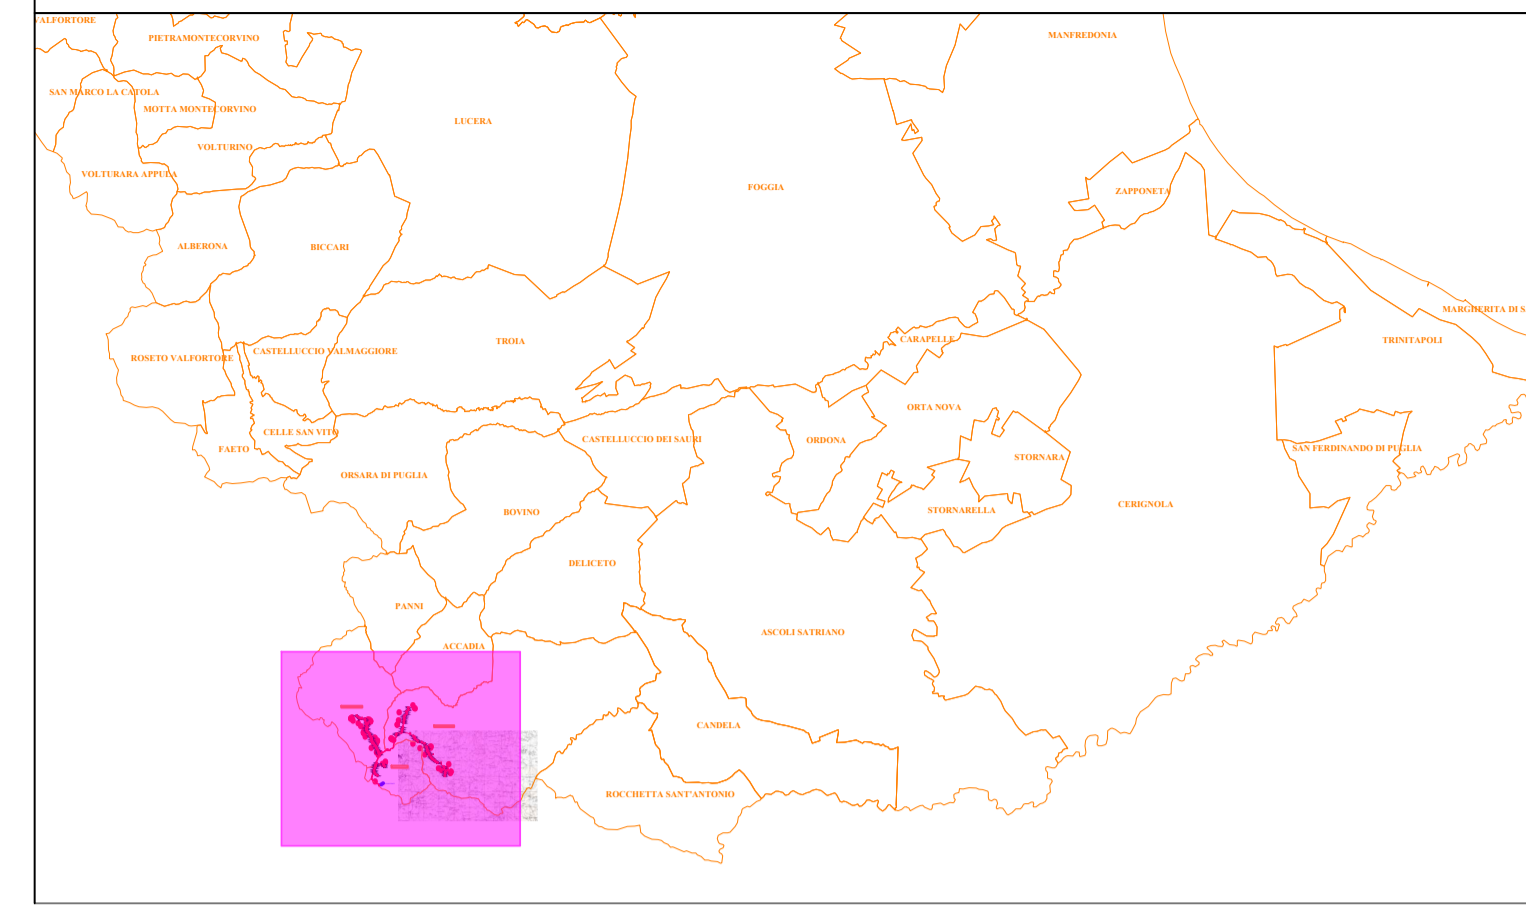 VALFORTORE
PIETRAMONTECORVINO
MANFREDONIA
SAN MARCO LA CATOLA
MOTTA MONTECORVINO
LUCERA
VOLTURINO
VOLTURARA APPULA
FOGGIA
ZAPPONETA
ALBERONA
BICCARI
MARGHERITA DI S
CARAPELLE
TROIA
TRINITAPOLI
CASTELLUCCIO VALMAGGIORE
ROSETO VALFORTORE
ORTA NOVA
CELLE SAN VITO
CASTELLUCCIO DEI SAURI
ORDONA
FAETO
SAN FERDINANDO DI PUGLIA
STORNARA
ORSARA DI PUGLIA
CERIGNOLA
STORNARELLA
BOVINO
DELICETO
PANNI
ASCOLI SATRIANO
ACCADIA
CANDELA
ROCCHETTA SANT'ANTONIO